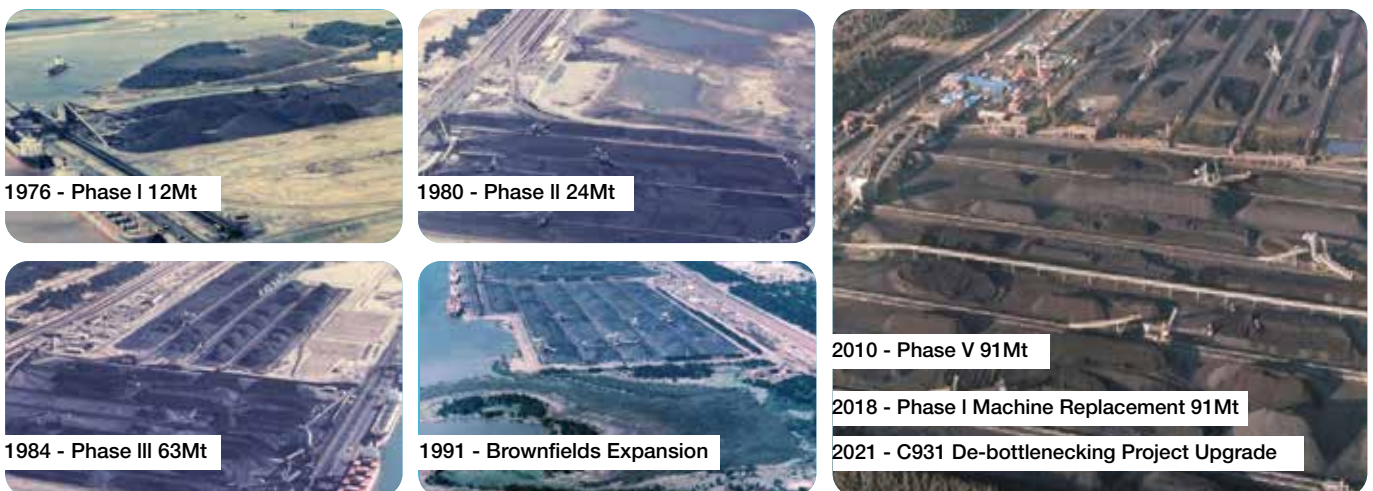 1976 - Phase I 12Mt
1980 - Phase II 24Mt
1984 - Phase III 63Mt
1991 - Brownfields Expansion
2010 - Phase V 91Mt
2018 - Phase I Machine Replacement 91Mt
2021 - C931 De-bottlenecking Project Upgrade